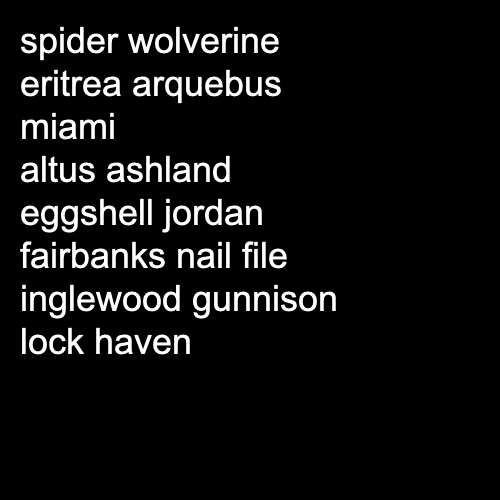 spider wolverine
eritrea arquebus
miami
altus ashland
eggshell jordan
fairbanks nail file
inglewood gunnison
lock haven